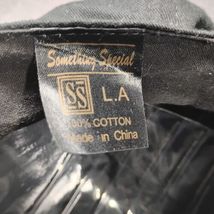 Something Special
SS L.A
100% COTTON
Made in China